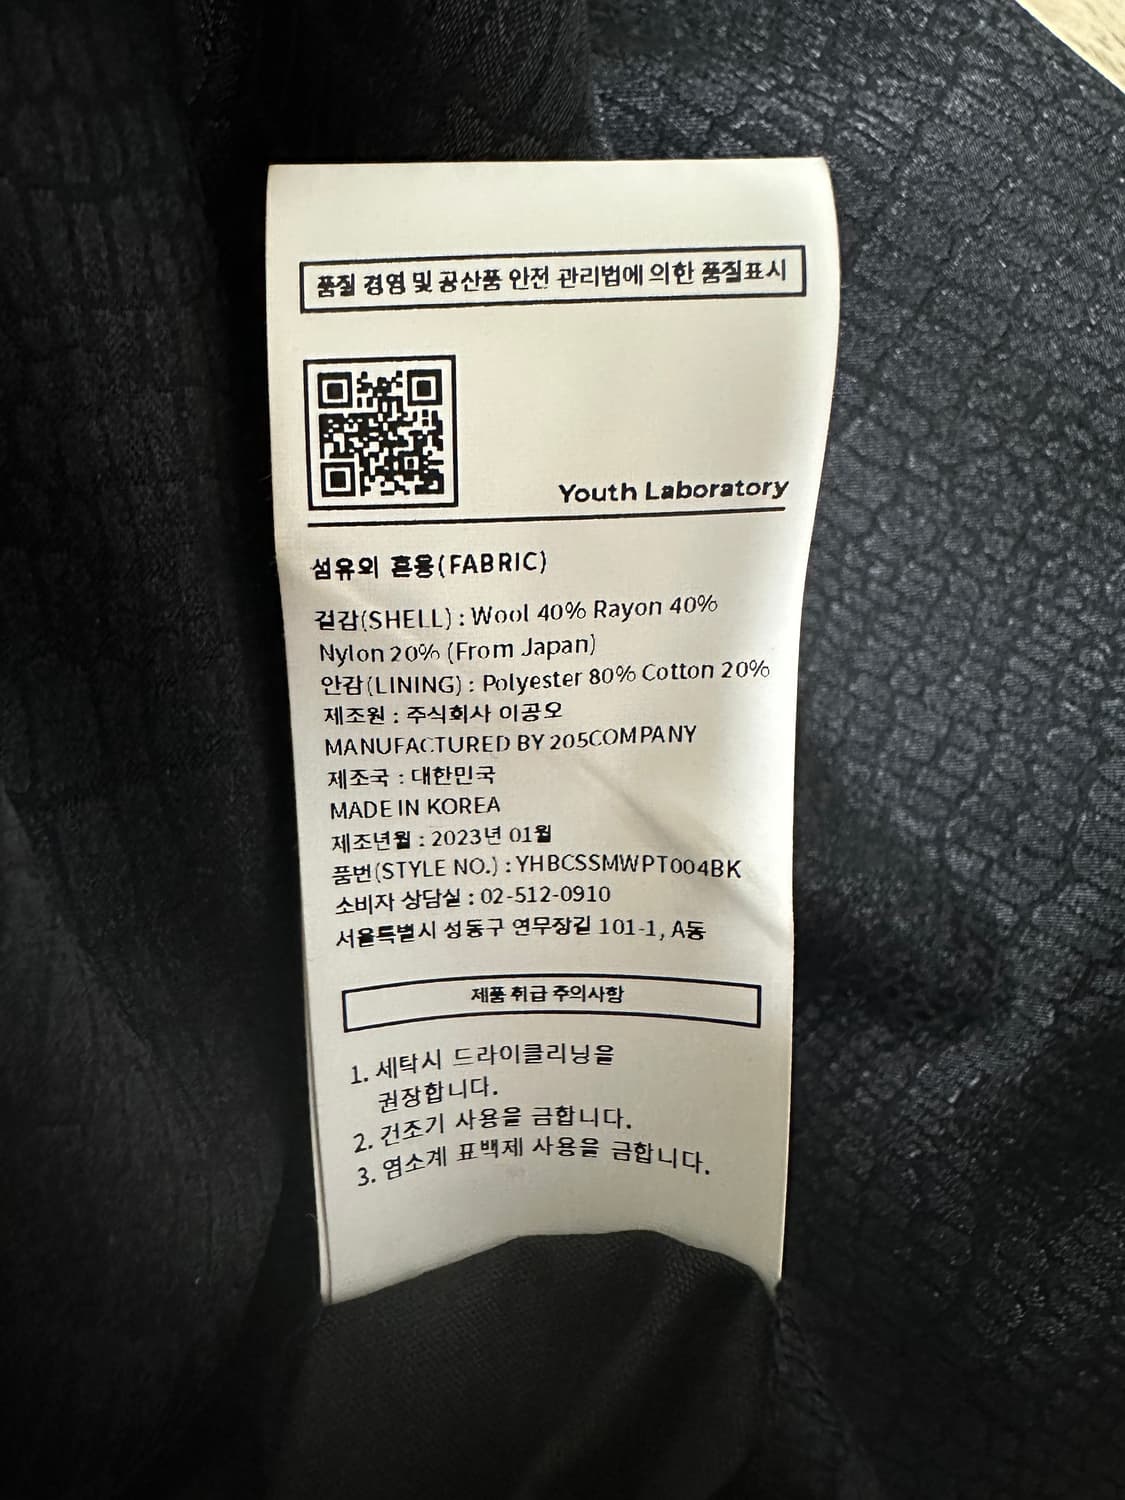 품질 경영 및 공산품 안전 관리법에 의한 품질표시
Youth Laboratory
섬유의 혼용(FABRIC)
겉감(SHELL) : Wool 40% Rayon 40%
Nylon 20% (From Japan)
안감(LINING) : Polyester 80% Cotton 20%
제조원 : 주식회사 이공오
MANUFACTURED BY 205COMPANY
제조국 : 대한민국
MADE IN KOREA
제조년월 : 2023년 01월
품번(STYLE NO.) : YHBCSSMWPT004BK
소비자 상담실 : 02-512-0910
서울특별시 성동구 연무장길 101-1, A동
제품 취급 주의사항
1. 세탁시 드라이클리닝을
권장합니다.
2. 건조기 사용을 금합니다.
3. 염소계 표백제 사용을 금합니다.